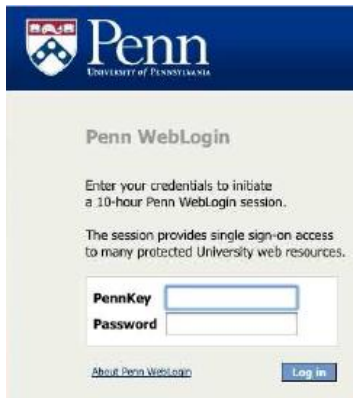 Penn
UNIVERSITY OF PENNSYLVANIA
Penn WebLogin
Enter your credentials to initiate
a 10-hour Penn WebLogin session.
The session provides single sign-on access
to many protected University web resources.
PennKey
Password
About Penn WebLogin
Log in